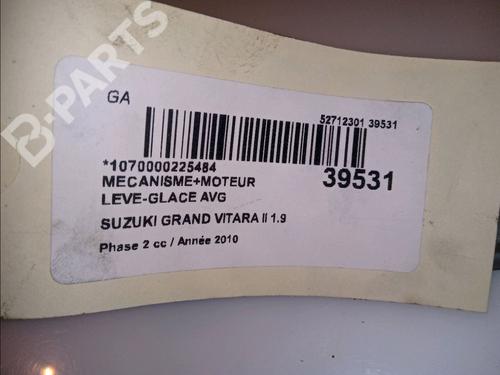 B-PARTS
GA
52712301 39531
*1070000225484
39531
MECANISME+MOTEUR
LEVE-GLACE AVG
SUZUKI GRAND VITARA II 1.9
Phase 2 cc / Année 2010